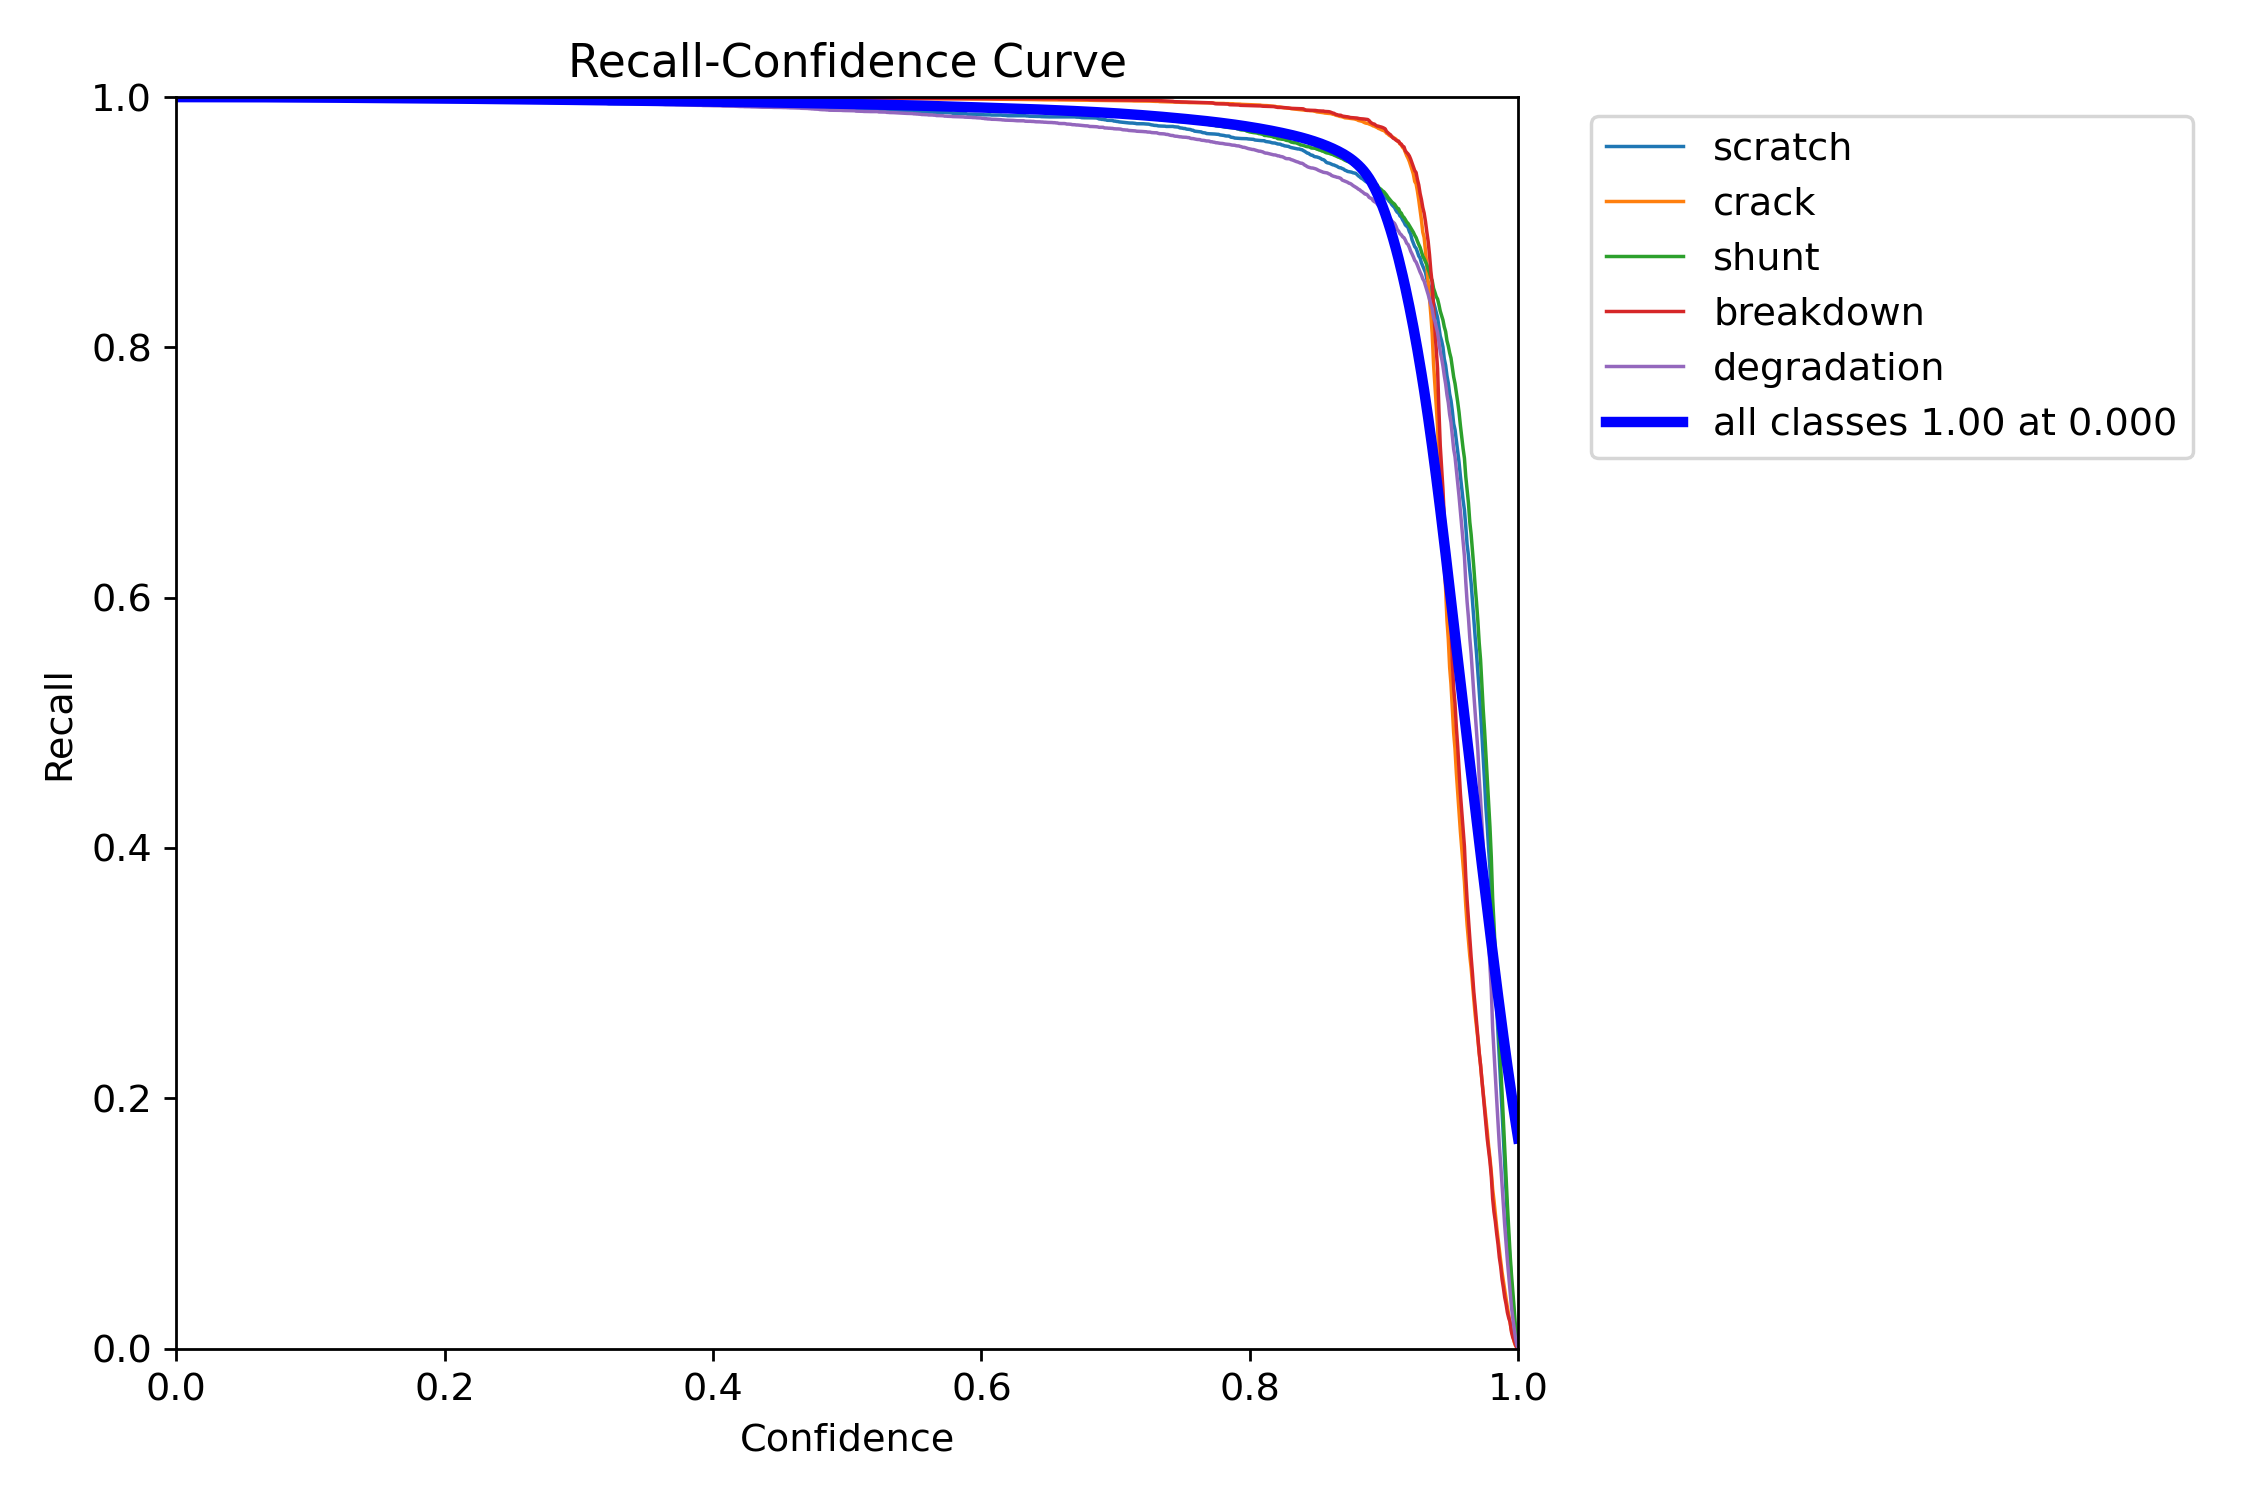 Recall-Confidence Curve
1.0
0.8
0.6
0.4
0.2
0.0
Recall
0.0 0.2 0.4 0.6 0.8 1.0
Confidence
scratch
crack
shunt
breakdown
degradation
all classes 1.00 at 0.000